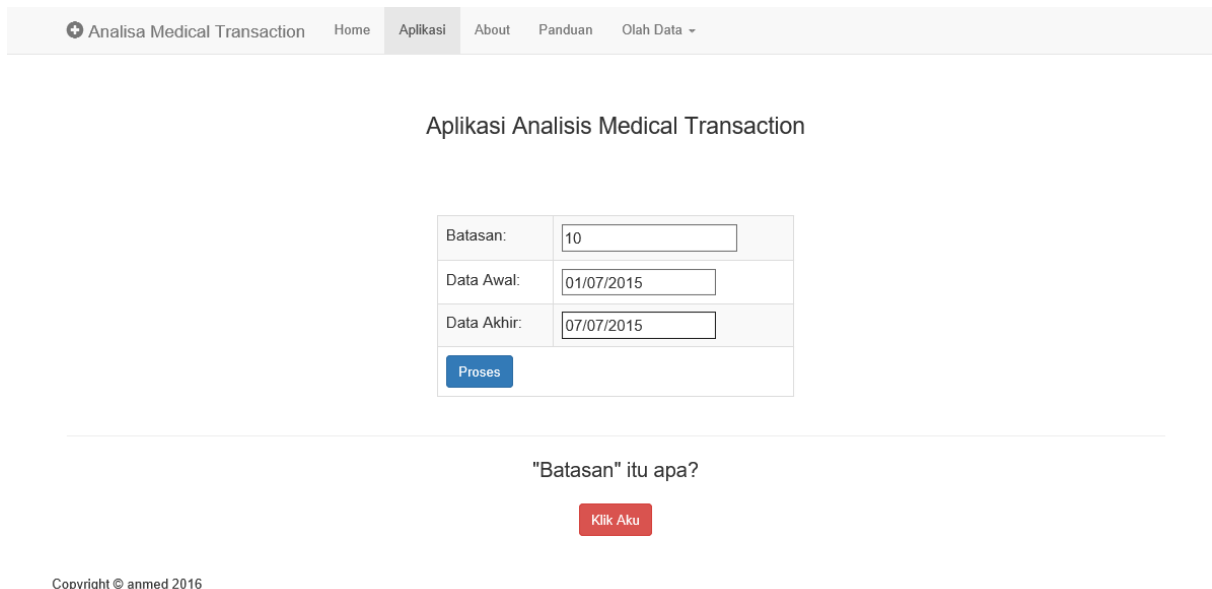 Analisa Medical Transaction Home Aplikasi About Panduan Olah Data
Aplikasi Analisis Medical Transaction
Batasan: 10
Data Awal: 01/07/2015
Data Akhir: 07/07/2015
Proses
"Batasan" itu apa?
Klik Aku
Copyright © anmed 2016